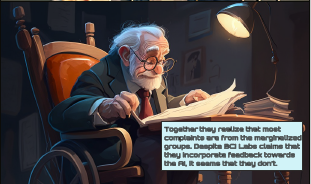 Together they realize that most
complaints are from the marginalized
groups. Despite BCI Labs claims that
they incorporate feedback towards
the AI, it seems that they don't.